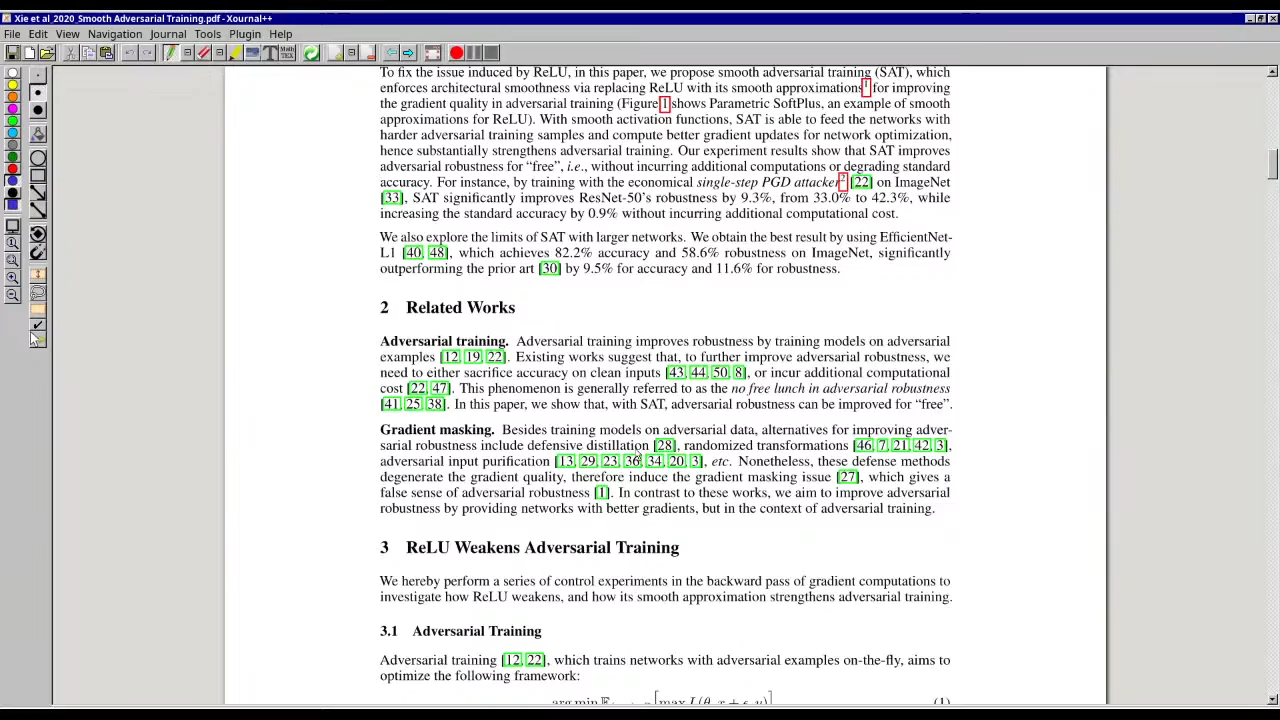 Xie et al_2020_Smooth Adversarial Training.pdf - Xournal++
File Edit View Navigation Journal Tools Plugin Help
To fix the issue induced by ReLU, in this paper, we propose smooth adversarial training (SAT), which
enforces architectural smoothness via replacing ReLU with its smooth approximations1 for improving
the gradient quality in adversarial training (Figure 1 shows Parametric SoftPlus, an example of smooth
approximations for ReLU). With smooth activation functions, SAT is able to feed the networks with
harder adversarial training samples and compute better gradient updates for network optimization,
hence substantially strengthens adversarial training. Our experiment results show that SAT improves
adversarial robustness for “free”, i.e., without incurring additional computations or degrading standard
accuracy. For instance, by training with the economical single-step PGD attacker2 [22] on ImageNet
[33], SAT significantly improves ResNet-50’s robustness by 9.3%, from 33.0% to 42.3%, while
increasing the standard accuracy by 0.9% without incurring additional computational cost.
We also explore the limits of SAT with larger networks. We obtain the best result by using EfficientNet-
L1 [40, 48], which achieves 82.2% accuracy and 58.6% robustness on ImageNet, significantly
outperforming the prior art [30] by 9.5% for accuracy and 11.6% for robustness.
2 Related Works
Adversarial training. Adversarial training improves robustness by training models on adversarial
examples [12, 19, 22]. Existing works suggest that, to further improve adversarial robustness, we
need to either sacrifice accuracy on clean inputs [43, 44, 50, 8], or incur additional computational
cost [22, 47]. This phenomenon is generally referred to as the no free lunch in adversarial robustness
[41, 25, 38]. In this paper, we show that, with SAT, adversarial robustness can be improved for “free”.
Gradient masking. Besides training models on adversarial data, alternatives for improving adver-
sarial robustness include defensive distillation [28], randomized transformations [46, 7, 21, 42, 3],
adversarial input purification [13, 29, 23, 36, 34, 20, 3], etc. Nonetheless, these defense methods
degenerate the gradient quality, therefore induce the gradient masking issue [27], which gives a
false sense of adversarial robustness [1]. In contrast to these works, we aim to improve adversarial
robustness by providing networks with better gradients, but in the context of adversarial training.
3 ReLU Weakens Adversarial Training
We hereby perform a series of control experiments in the backward pass of gradient computations to
investigate how ReLU weakens, and how its smooth approximation strengthens adversarial training.
3.1 Adversarial Training
Adversarial training [12, 22], which trains networks with adversarial examples on-the-fly, aims to
optimize the following framework:
arg min